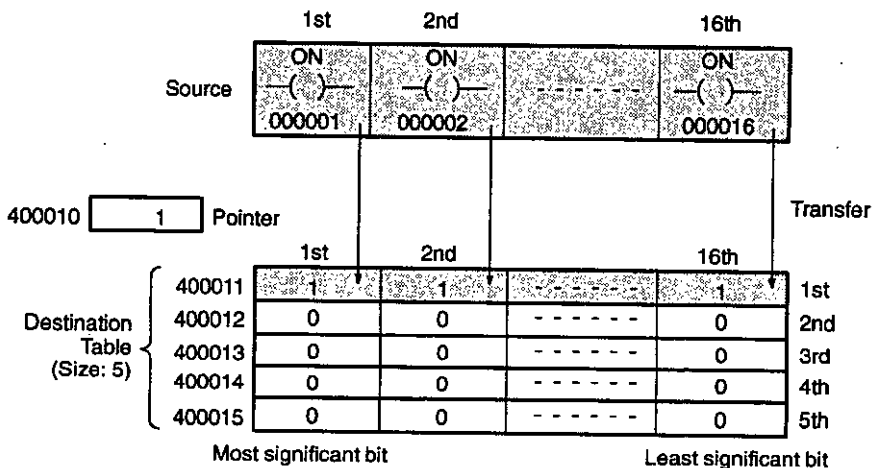 1st 2nd 16th
Source
ON ON ON
000001 000002 000016
400010 1 Pointer
Transfer
1st 2nd 16th
400011 1 1 1 1st
400012 0 0 0 2nd
400013 0 0 0 3rd
400014 0 0 0 4th
400015 0 0 0 5th
Destination
Table
(Size: 5)
Most significant bit Least significant bit